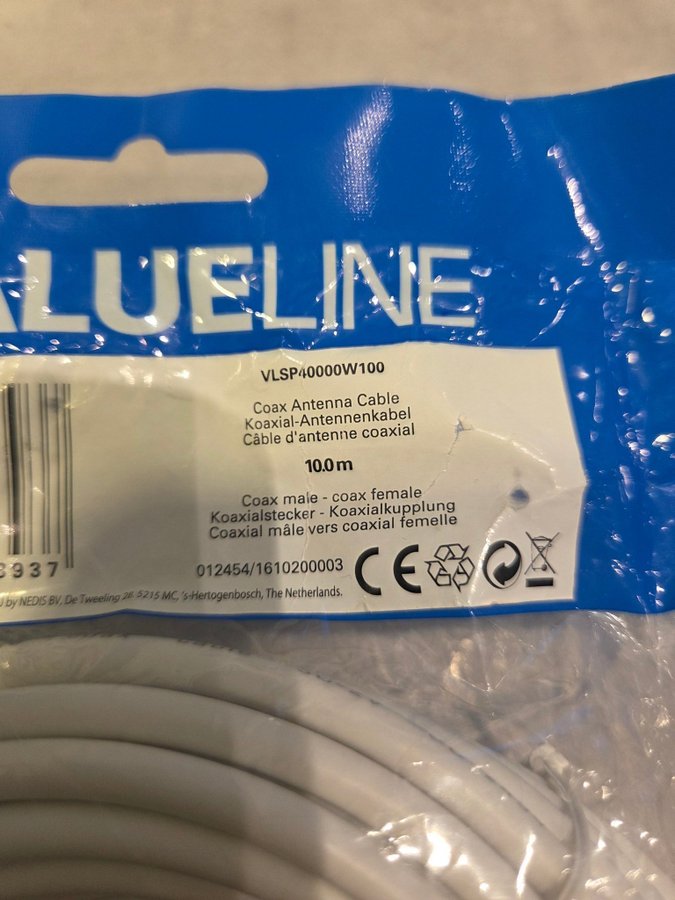 ALUELINE
VLSP40000W100
Coax Antenna Cable
Koaxial-Antennenkabel
Câble d'antenne coaxial
10.0 m
Coax male - coax female
Koaxialstecker - Koaxialkupplung
Coaxial mâle vers coaxial femelle
937
012454/1610200003
CE
by NEDIS BV, De Tweeling 28, 5215 MC, 's-Hertogenbosch, The Netherlands.